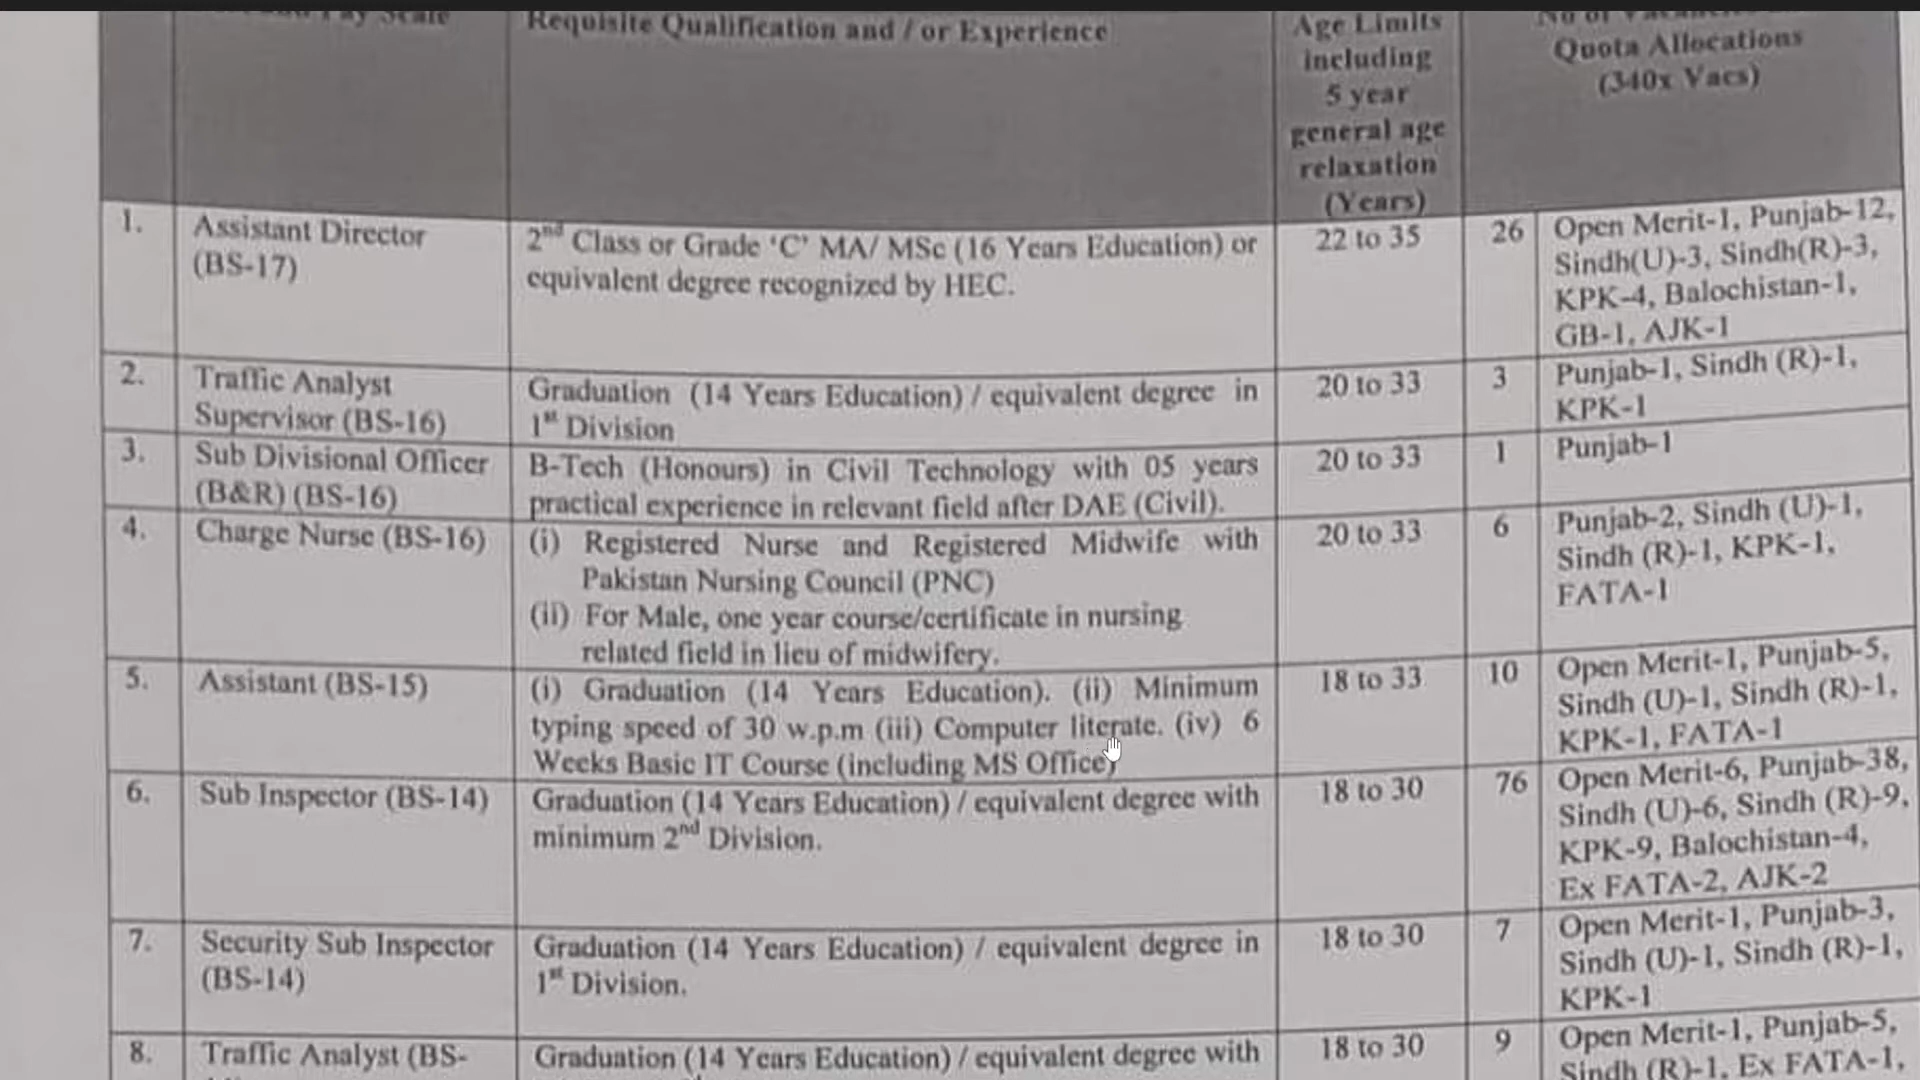 Pay Scale
Requisite Qualification and / or Experience
Age Limits
including
5 year
general age
relaxation
(Years)
Quota Allocations
(340x Vacs)
1.
Assistant Director
(BS-17)
2nd Class or Grade ‘C’ MA/ MSc (16 Years Education) or
equivalent degree recognized by HEC.
22 to 35
26
Open Merit-1, Punjab-12,
Sindh(U)-3, Sindh(R)-3,
KPK-4, Balochistan-1,
GB-1, AJK-1
2.
Traffic Analyst
Supervisor (BS-16)
Graduation (14 Years Education) / equivalent degree in
1st Division
20 to 33
3
Punjab-1, Sindh (R)-1,
KPK-1
3.
Sub Divisional Officer
(B&R) (BS-16)
B-Tech (Honours) in Civil Technology with 05 years
practical experience in relevant field after DAE (Civil).
20 to 33
1
Punjab-1
4.
Charge Nurse (BS-16)
(i) Registered Nurse and Registered Midwife with
Pakistan Nursing Council (PNC)
(ii) For Male, one year course/certificate in nursing
related field in lieu of midwifery.
20 to 33
6
Punjab-2, Sindh (U)-1,
Sindh (R)-1, KPK-1,
FATA-1
5.
Assistant (BS-15)
(i) Graduation (14 Years Education). (ii) Minimum
typing speed of 30 w.p.m (iii) Computer literate. (iv) 6
Weeks Basic IT Course (including MS Office)
18 to 33
10
Open Merit-1, Punjab-5,
Sindh (U)-1, Sindh (R)-1,
KPK-1, FATA-1
6.
Sub Inspector (BS-14)
Graduation (14 Years Education) / equivalent degree with
minimum 2nd Division.
18 to 30
76
Open Merit-6, Punjab-38,
Sindh (U)-6, Sindh (R)-9,
KPK-9, Balochistan-4,
Ex FATA-2, AJK-2
7.
Security Sub Inspector
(BS-14)
Graduation (14 Years Education) / equivalent degree in
1st Division.
18 to 30
7
Open Merit-1, Punjab-3,
Sindh (U)-1, Sindh (R)-1,
KPK-1
8.
Traffic Analyst (BS-
Graduation (14 Years Education) / equivalent degree with
18 to 30
9
Open Merit-1, Punjab-5,
Sindh (R)-1, Ex FATA-1,